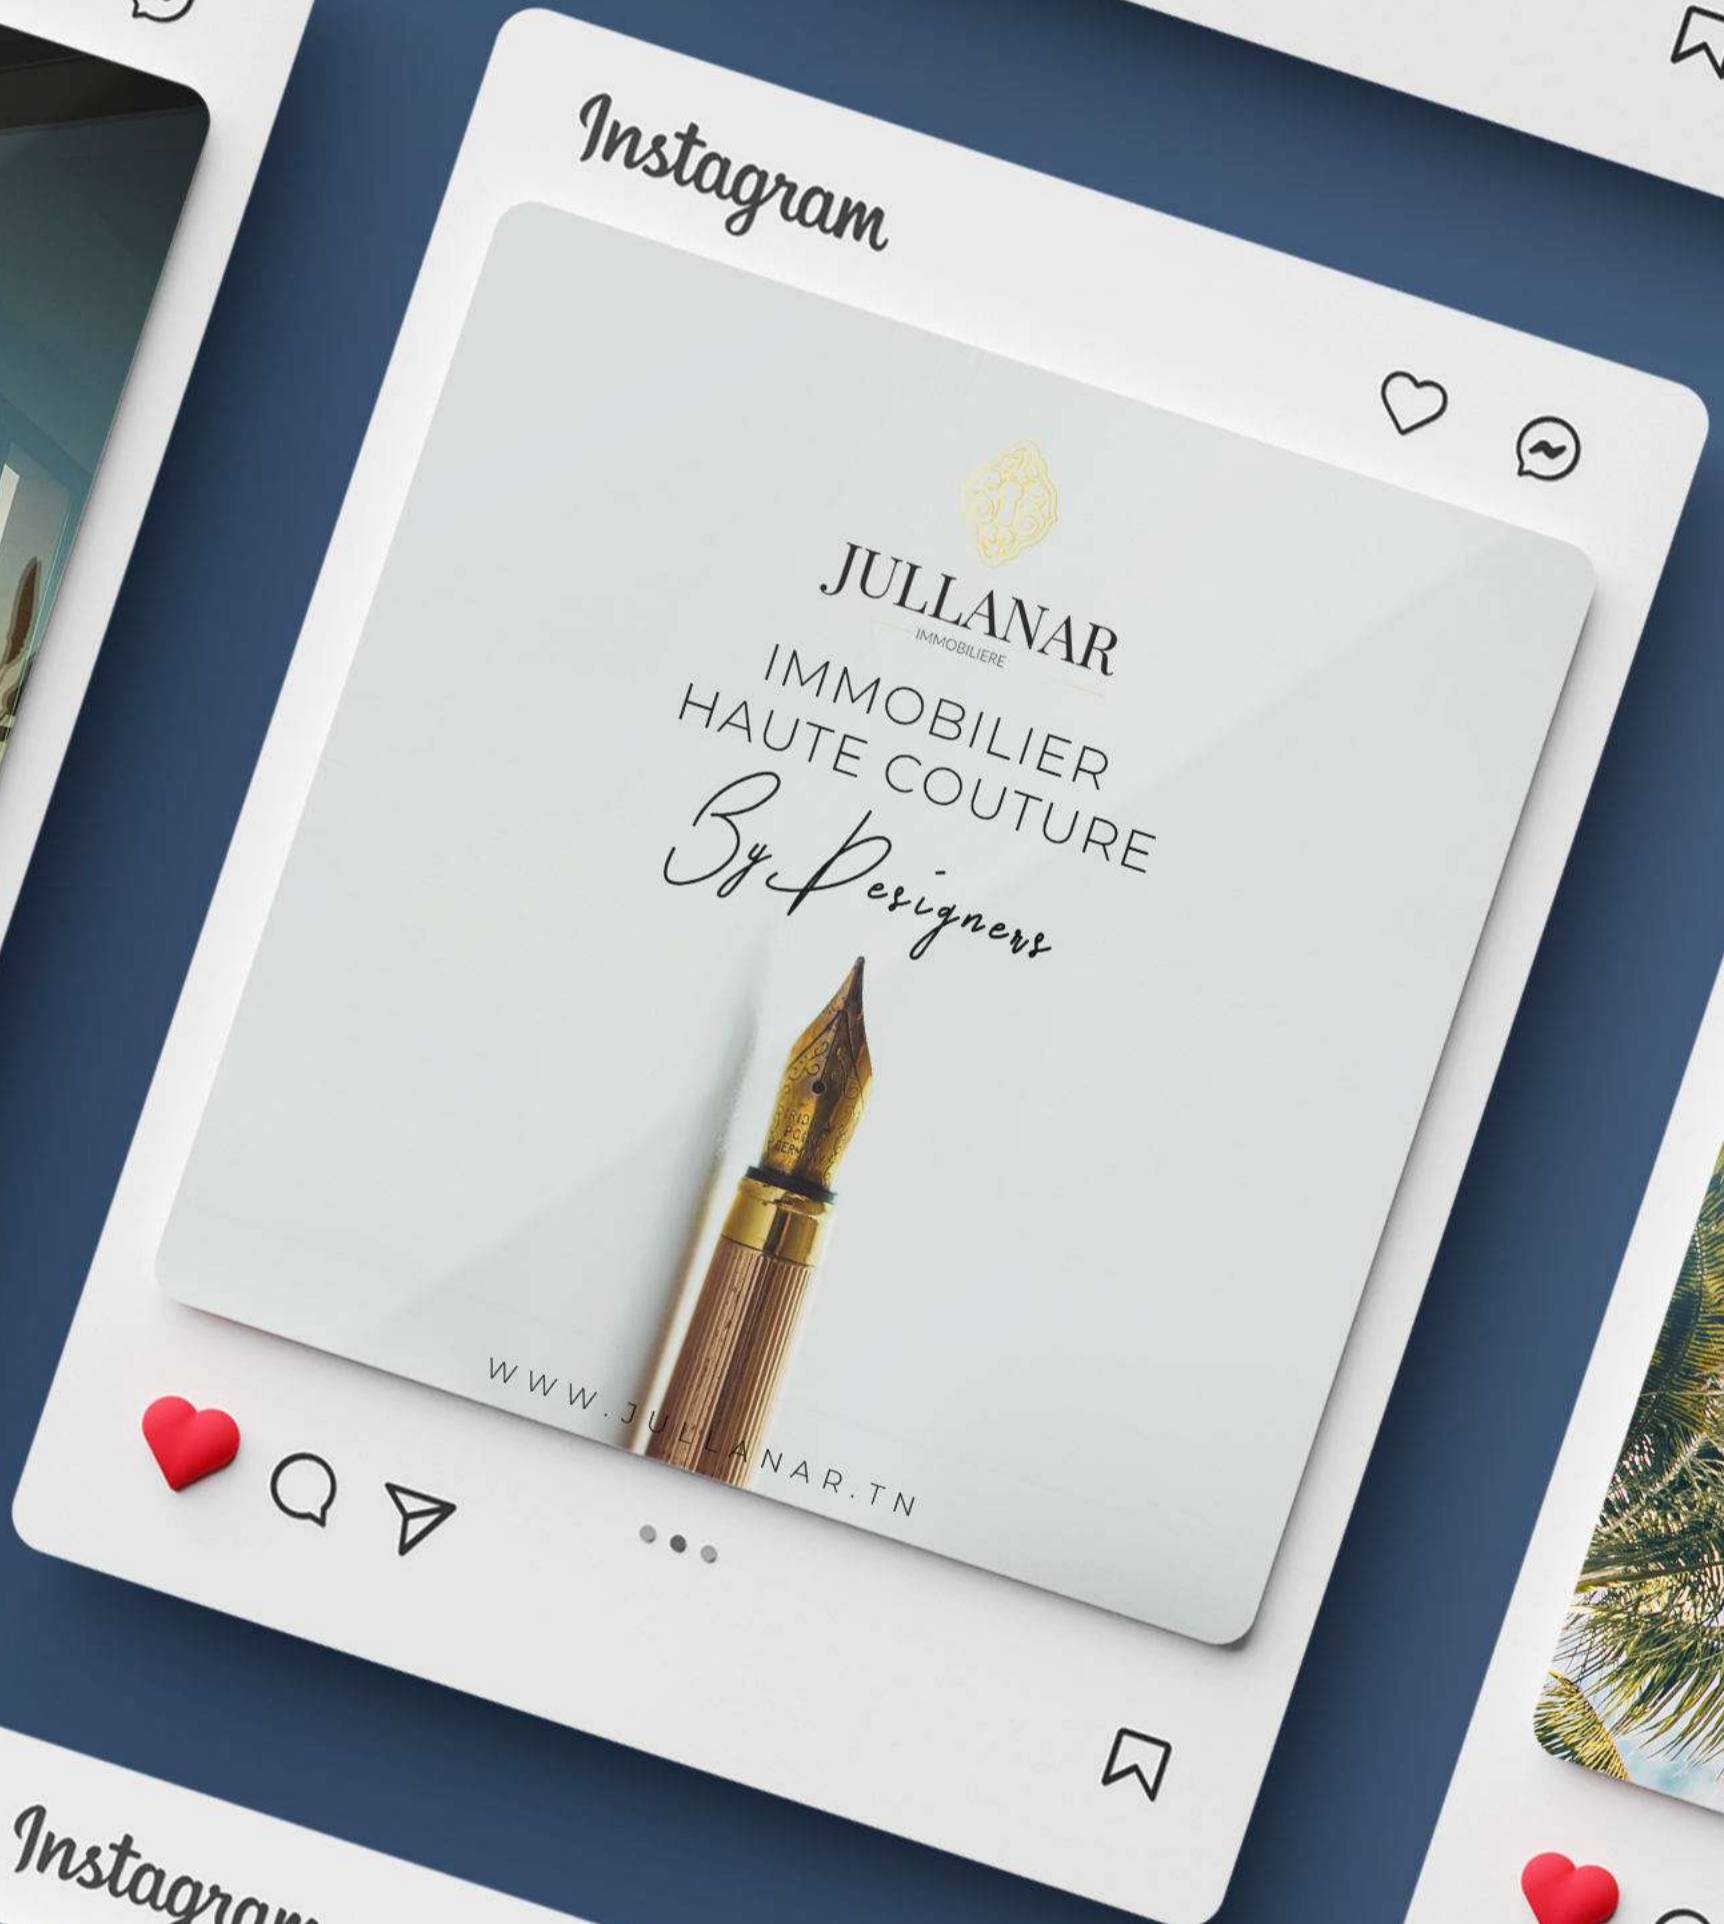 Instagram
JULLANAR
IMMOBILIERE
IMMOBILIER
HAUTE COUTURE
By Designers
WWW.JULLANAR.TN
Instagram